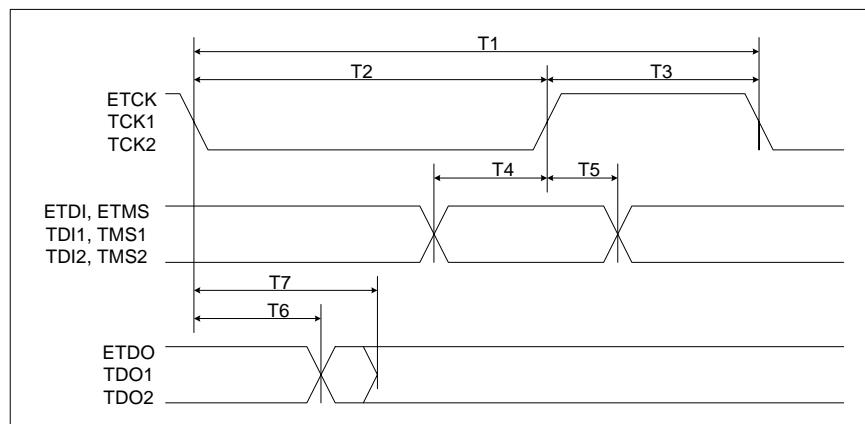 T1
T2
T3
ETCK
TCK1
TCK2
T4
T5
ETDI, ETMS
TDI1, TMS1
TDI2, TMS2
T7
T6
ETDO
TDO1
TDO2